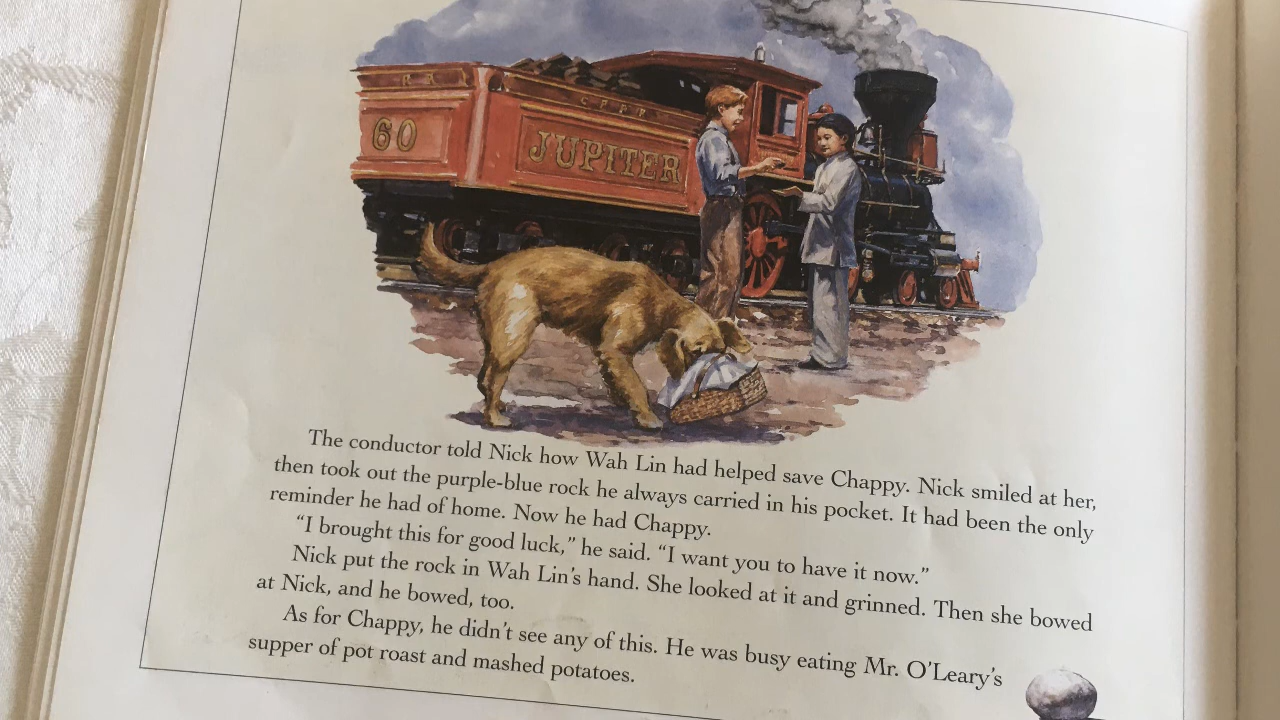 R R
C P R R
60
JUPITER
The conductor told Nick how Wah Lin had helped save Chappy. Nick smiled at her,
then took out the purple-blue rock he always carried in his pocket. It had been the only
reminder he had of home. Now he had Chappy.
“I brought this for good luck,” he said. “I want you to have it now.”
Nick put the rock in Wah Lin’s hand. She looked at it and grinned. Then she bowed
at Nick, and he bowed, too.
As for Chappy, he didn’t see any of this. He was busy eating Mr. O’Leary’s
supper of pot roast and mashed potatoes.